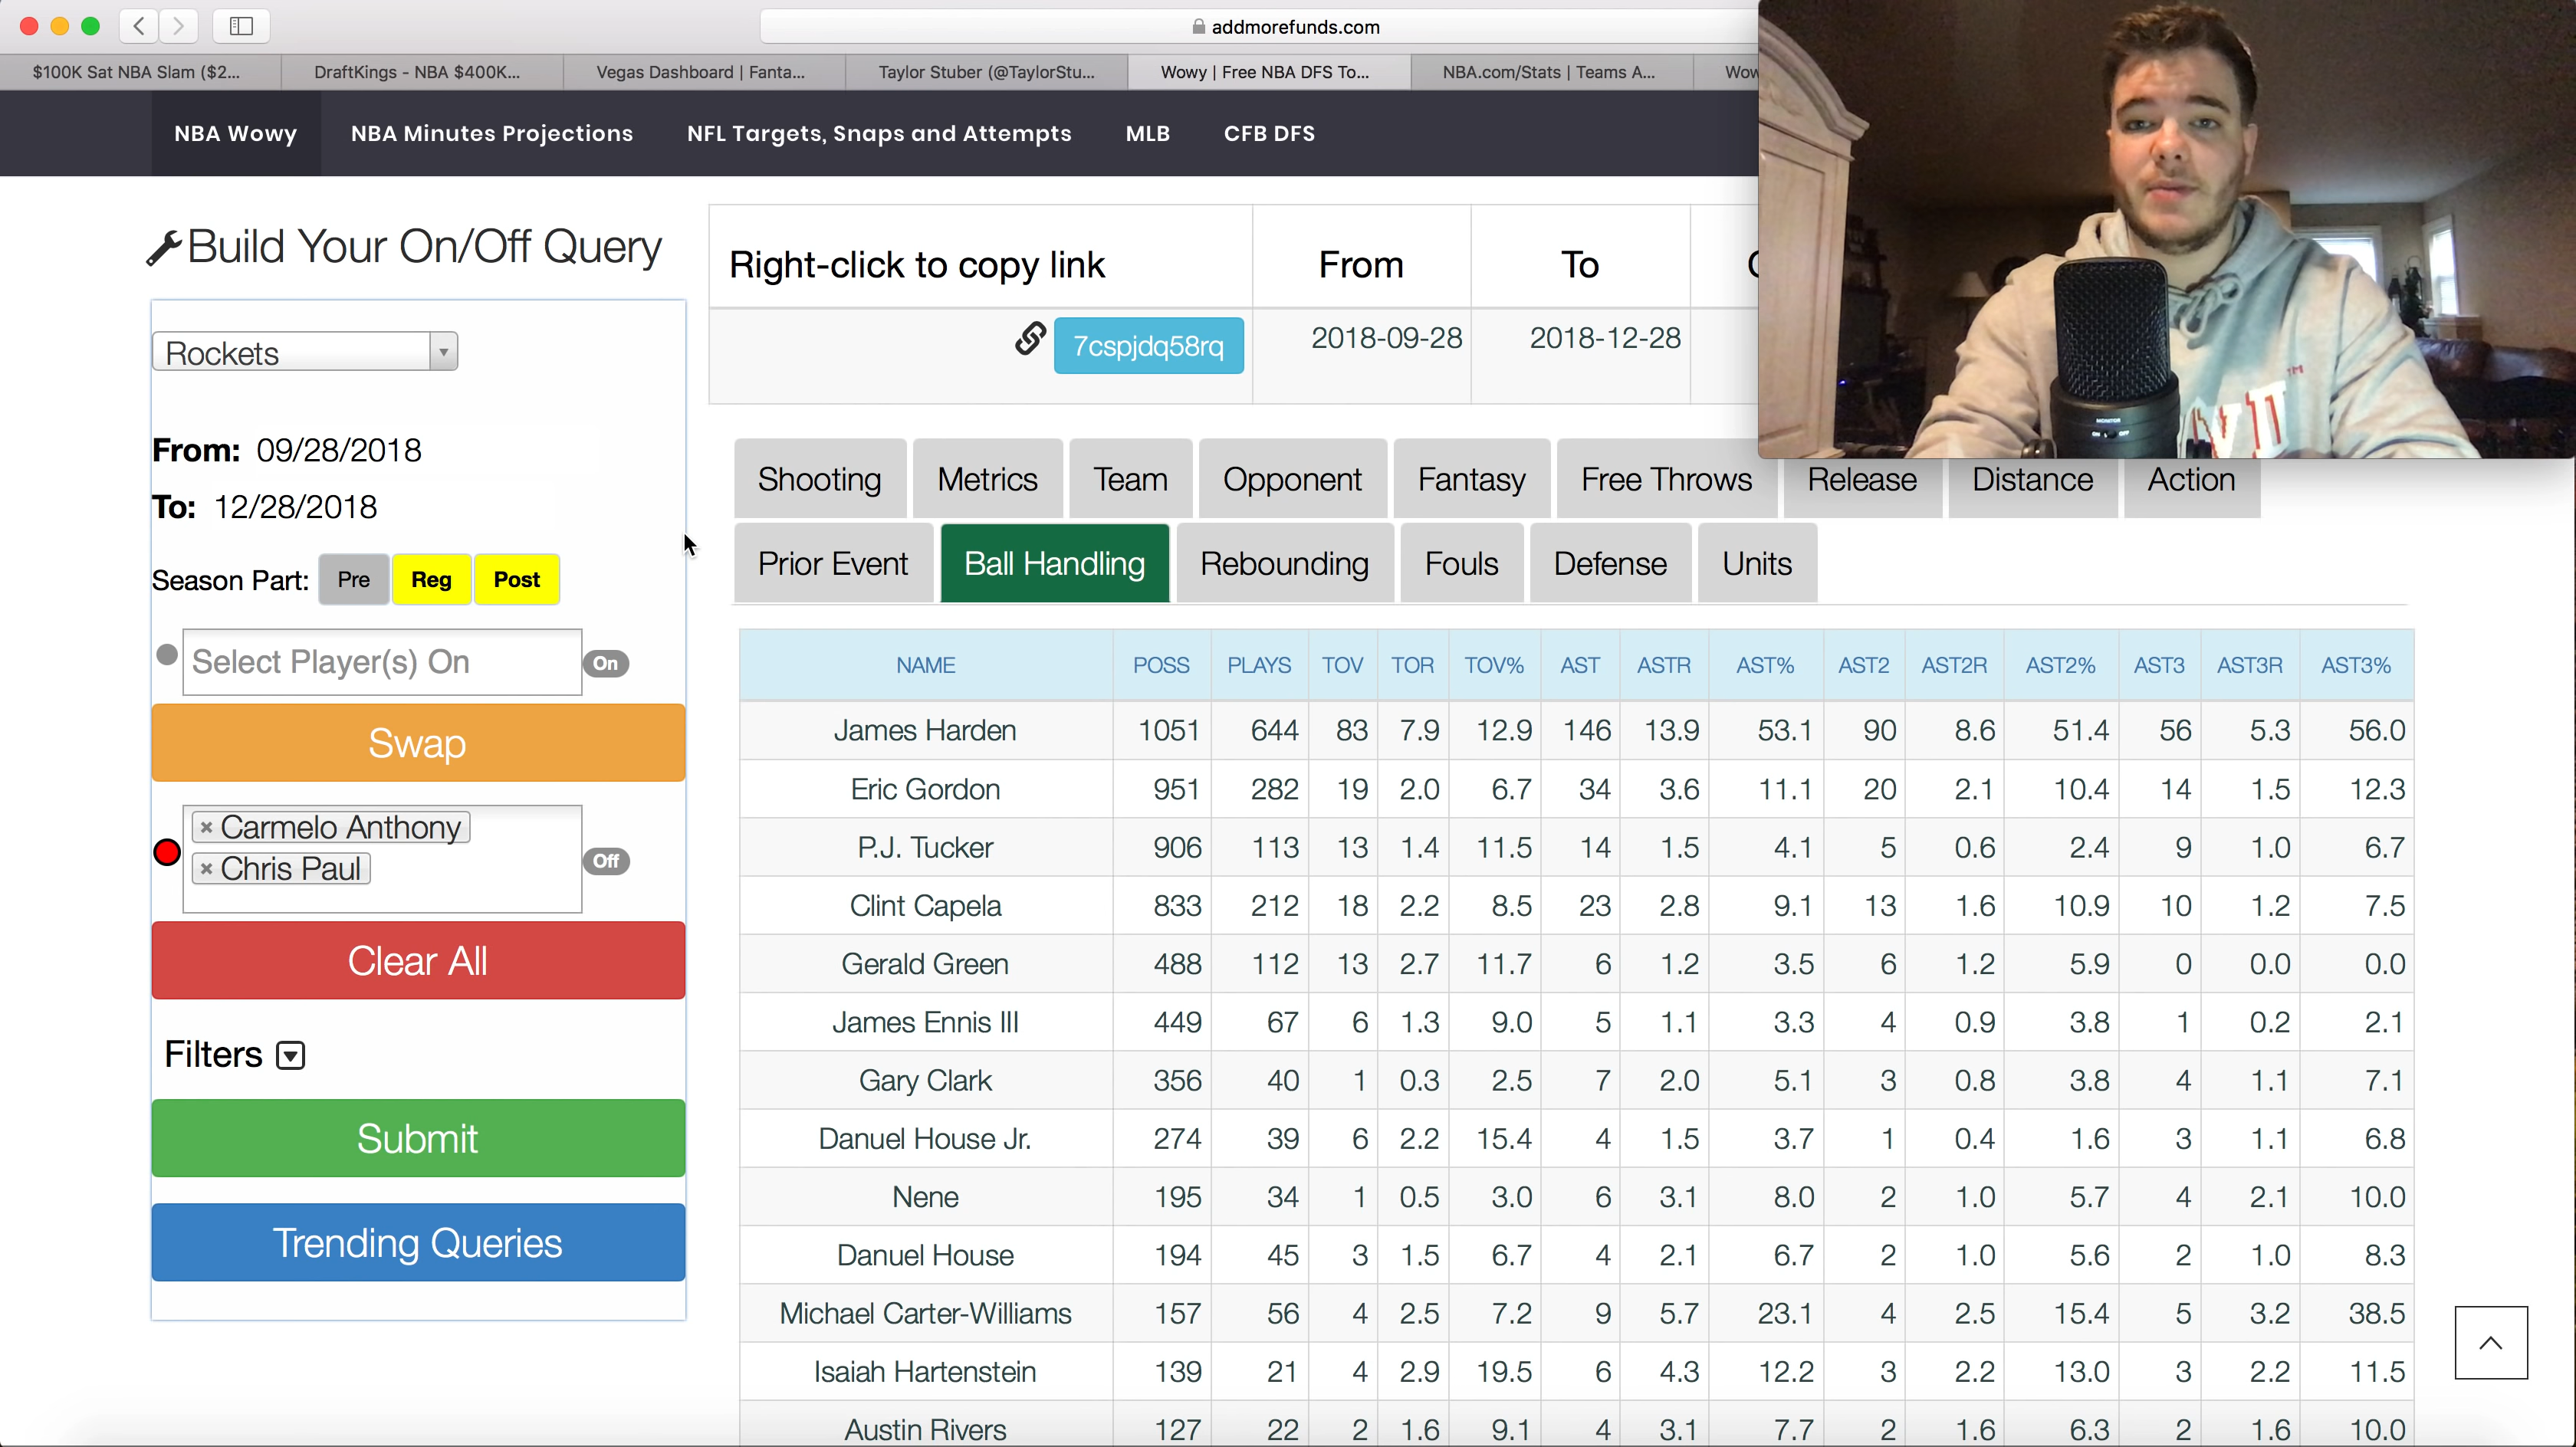 addmorefunds.com
$100K Sat NBA Slam ($2... DraftKings - NBA $400K... Vegas Dashboard | Fanta... Taylor Stuber (@TaylorStu... Wowy | Free NBA DFS To... NBA.com/Stats | Teams A... Wow
NBA Wowy NBA Minutes Projections NFL Targets, Snaps and Attempts MLB CFB DFS
Build Your On/Off Query
Rockets
From: 09/28/2018
To: 12/28/2018
Season Part: Pre Reg Post
Select Player(s) On On
Swap
× Carmelo Anthony
× Chris Paul
Off
Clear All
Filters
Submit
Trending Queries
Right-click to copy link From To
7cspjdq58rq 2018-09-28 2018-12-28
Shooting Metrics Team Opponent Fantasy Free Throws Release Distance Action
Prior Event Ball Handling Rebounding Fouls Defense Units
NAME POSS PLAYS TOV TOR TOV% AST ASTR AST% AST2 AST2R AST2% AST3 AST3R AST3%
James Harden 1051 644 83 7.9 12.9 146 13.9 53.1 90 8.6 51.4 56 5.3 56.0
Eric Gordon 951 282 19 2.0 6.7 34 3.6 11.1 20 2.1 10.4 14 1.5 12.3
P.J. Tucker 906 113 13 1.4 11.5 14 1.5 4.1 5 0.6 2.4 9 1.0 6.7
Clint Capela 833 212 18 2.2 8.5 23 2.8 9.1 13 1.6 10.9 10 1.2 7.5
Gerald Green 488 112 13 2.7 11.7 6 1.2 3.5 6 1.2 5.9 0 0.0 0.0
James Ennis III 449 67 6 1.3 9.0 5 1.1 3.3 4 0.9 3.8 1 0.2 2.1
Gary Clark 356 40 1 0.3 2.5 7 2.0 5.1 3 0.8 3.8 4 1.1 7.1
Danuel House Jr. 274 39 6 2.2 15.4 4 1.5 3.7 1 0.4 1.6 3 1.1 6.8
Nene 195 34 1 0.5 3.0 6 3.1 8.0 2 1.0 5.7 4 2.1 10.0
Danuel House 194 45 3 1.5 6.7 4 2.1 6.7 2 1.0 5.6 2 1.0 8.3
Michael Carter-Williams 157 56 4 2.5 7.2 9 5.7 23.1 4 2.5 15.4 5 3.2 38.5
Isaiah Hartenstein 139 21 4 2.9 19.5 6 4.3 12.2 3 2.2 13.0 3 2.2 11.5
Austin Rivers 127 22 2 1.6 9.1 4 3.1 7.7 2 1.6 6.3 2 1.6 10.0